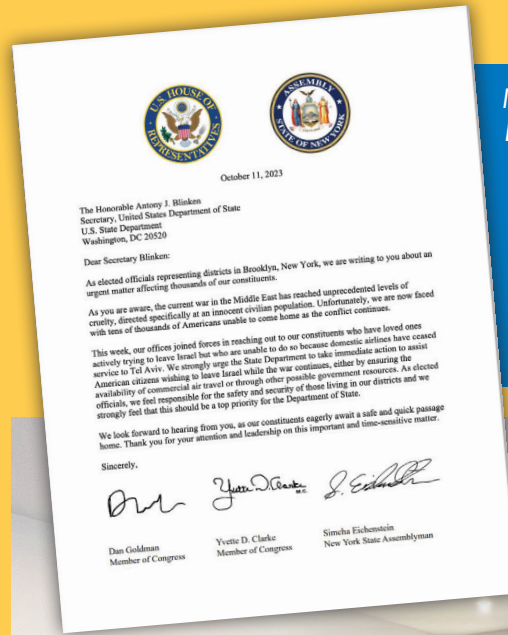 U.S. HOUSE OF REPRESENTATIVES
ASSEMBLY STATE OF NEW YORK
October 11, 2023
The Honorable Antony J. Blinken
Secretary, United States Department of State
U.S. State Department
Washington, DC 20520
Dear Secretary Blinken:
As elected officials representing districts in Brooklyn, New York, we are writing to you about an
urgent matter affecting thousands of our constituents.
As you are aware, the current war in the Middle East has reached unprecedented levels of
cruelty, directed specifically at an innocent civilian population. Unfortunately, we are now faced
with tens of thousands of Americans unable to come home as the conflict continues.
This week, our offices joined forces in reaching out to our constituents who have loved ones
actively trying to leave Israel but who are unable to do so because domestic airlines have ceased
service to Tel Aviv. We strongly urge the State Department to take immediate action to assist
American citizens wishing to leave Israel while the war continues, either by ensuring the
availability of commercial air travel or through other possible government resources. As elected
officials, we feel responsible for the safety and security of those living in our districts and we
strongly feel that this should be a top priority for the Department of State.
We look forward to hearing from you, as our constituents eagerly await a safe and quick passage
home. Thank you for your attention and leadership on this important and time-sensitive matter.
Sincerely,
Yvette D. Clarke
M.C.
Dan Goldman
Member of Congress
Yvette D. Clarke
Member of Congress
Simcha Eichenstein
New York State Assemblyman